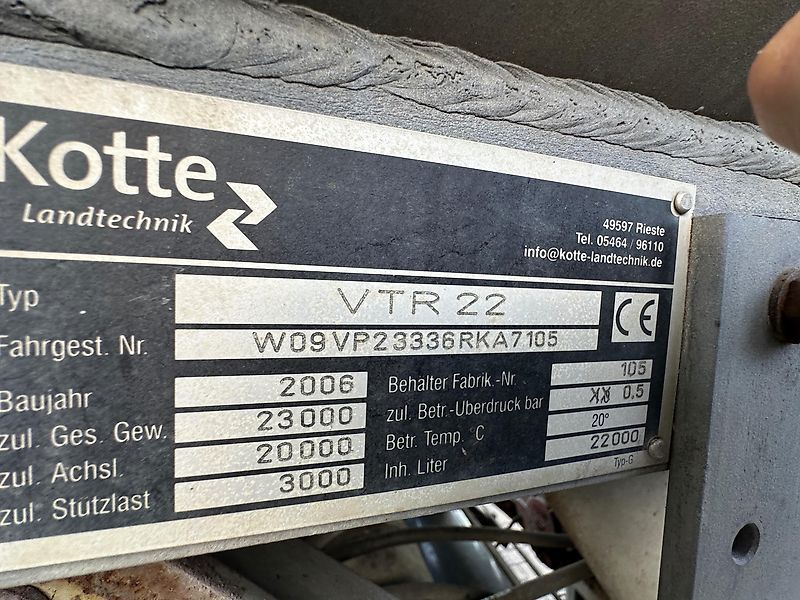 Kotte
Landtechnik
49597 Rieste
Tel. 05464 / 96110
info@kotte-landtechnik.de
Typ VTR 22
Fahrgest. Nr. W09VP23336RKA7105
CE
Baujahr 2006
zul. Ges. Gew. 23000
zul. Achsl. 20000
zul. Stützlast 3000
Behälter Fabrik.-Nr. 105
zul. Betr.-Überdruck bar 0,5
Betr. Temp. °C 20°
Inh. Liter 22000
Typ-G